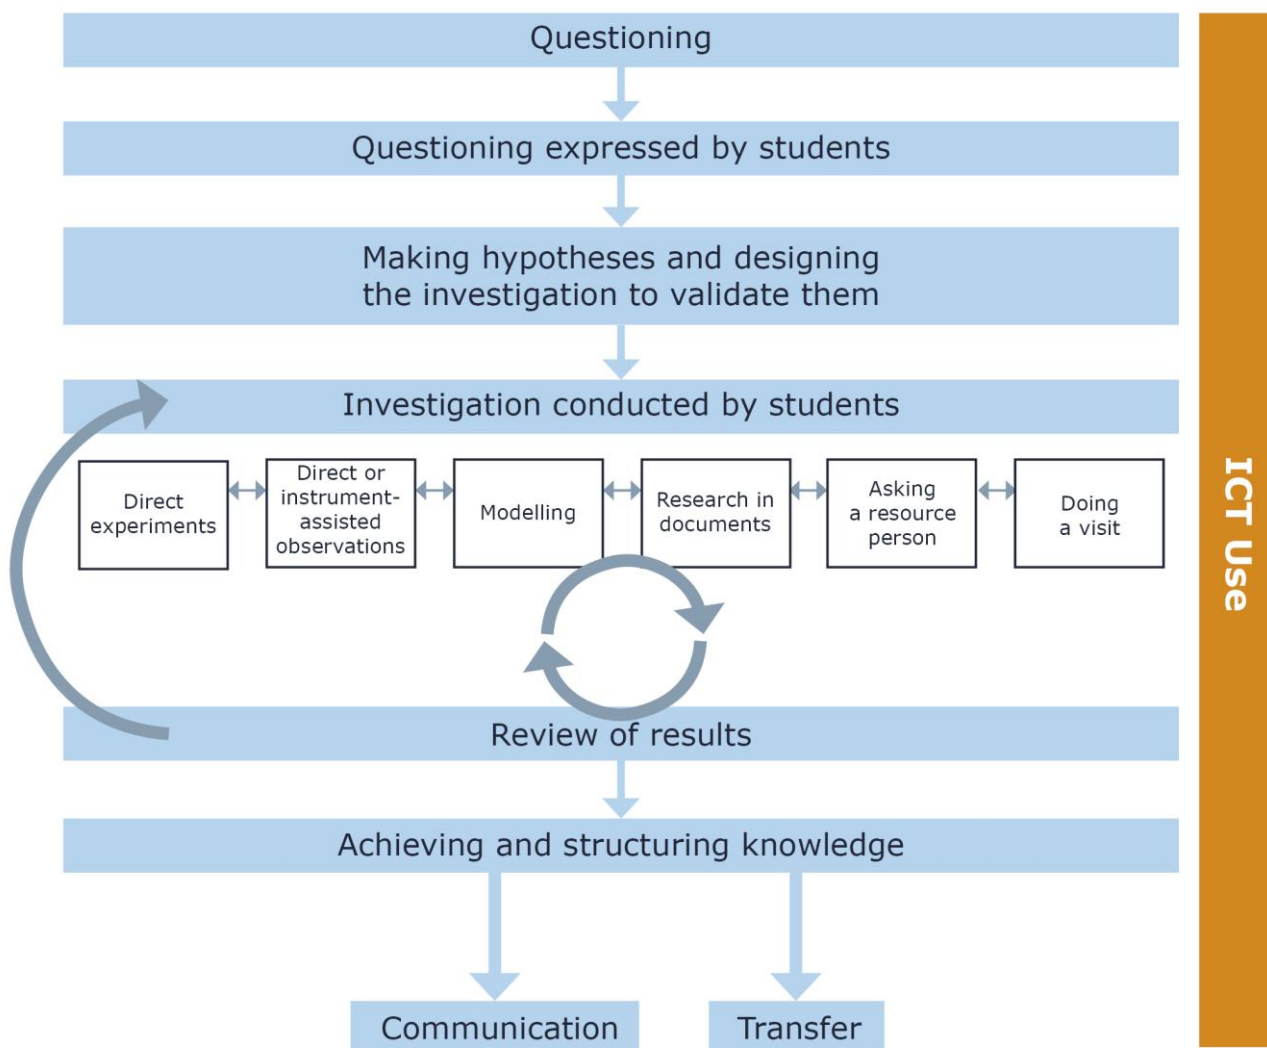 Questioning
Questioning expressed by students
Making hypotheses and designing
the investigation to validate them
Investigation conducted by students
Direct
experiments
Direct or
instrument-
assisted
observations
Modelling
Research in
documents
Asking
a resource
person
Doing
a visit
Review of results
Achieving and structuring knowledge
Communication
Transfer
ICT Use